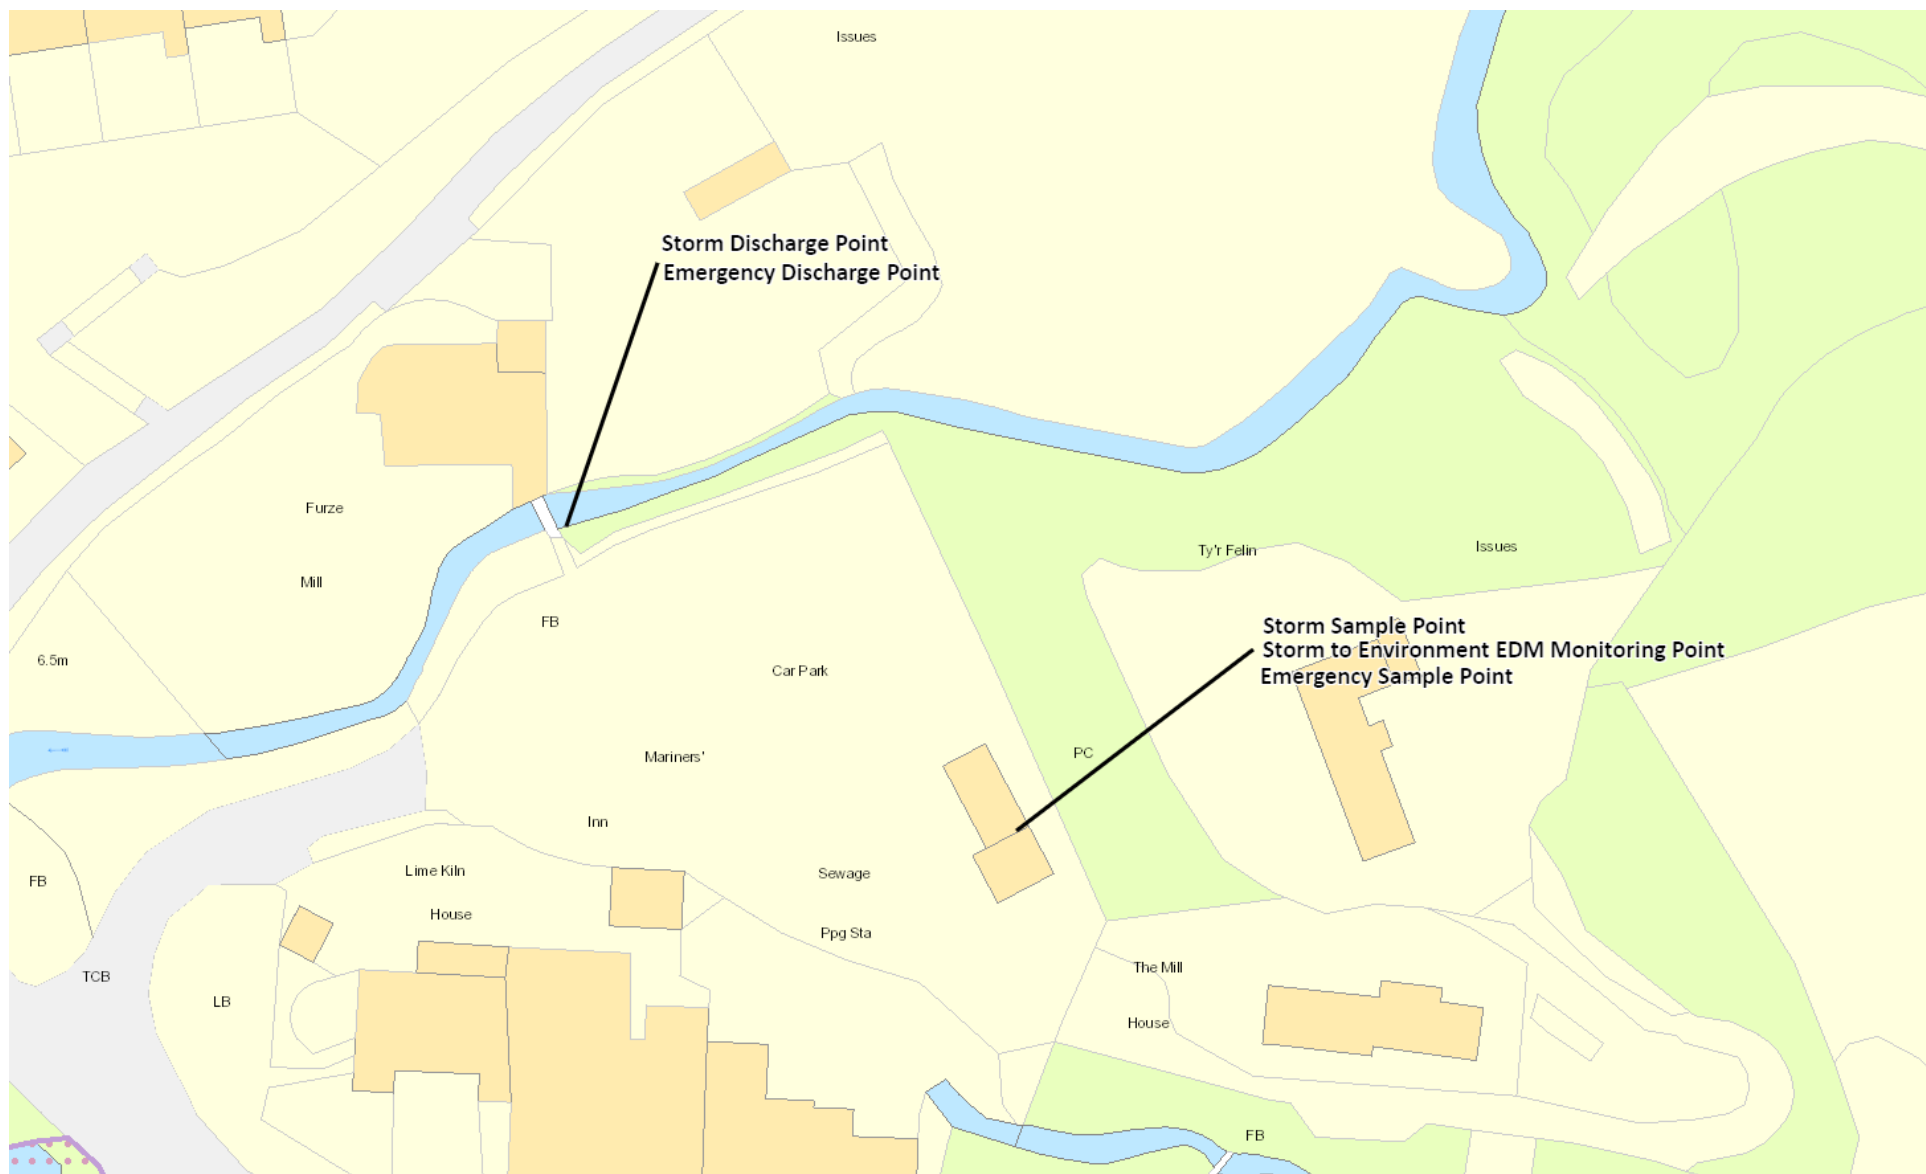 Issues
Storm Discharge Point
Emergency Discharge Point
Furze
Mill
Ty'r Felin
Issues
FB
Storm Sample Point
Storm to Environment EDM Monitoring Point
Emergency Sample Point
6.5m
Car Park
PC
Mariners'
Inn
Lime Kiln
House
Sewage
Ppg Sta
FB
TCB
LB
The Mill
House
FB